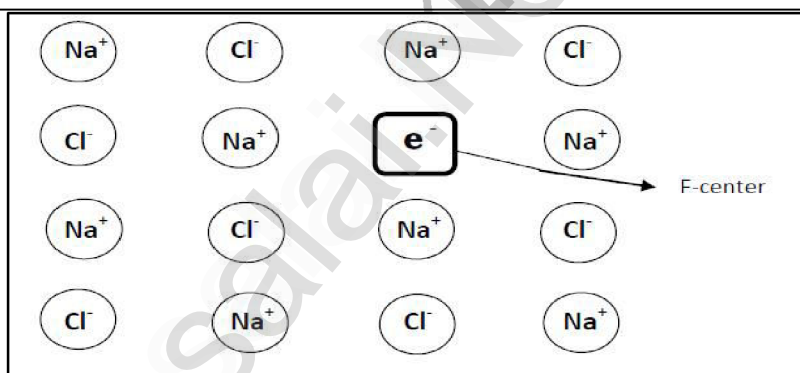 Na⁺ Cl⁻ Na⁺ Cl⁻
Cl⁻ Na⁺ e⁻ Na⁺
F-center
Na⁺ Cl⁻ Na⁺ Cl⁻
Cl⁻ Na⁺ Cl⁻ Na⁺